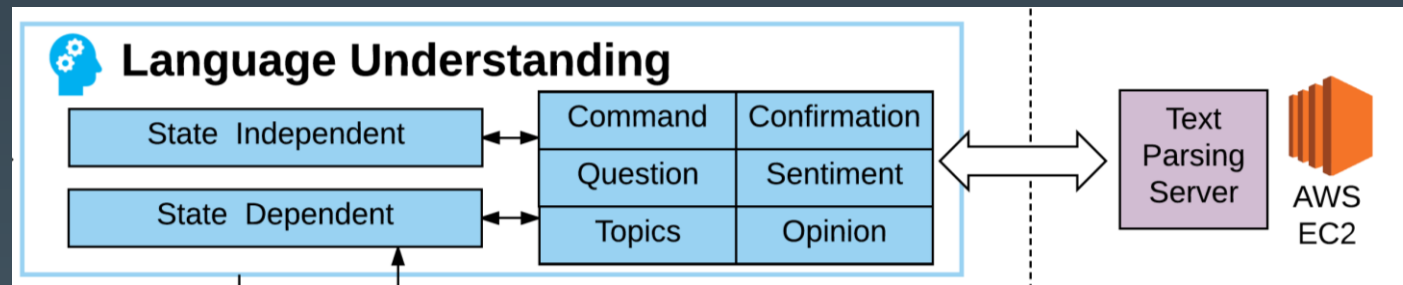 Language Understanding
State Independent
State Dependent
Command
Confirmation
Question
Sentiment
Topics
Opinion
Text
Parsing
Server
AWS
EC2